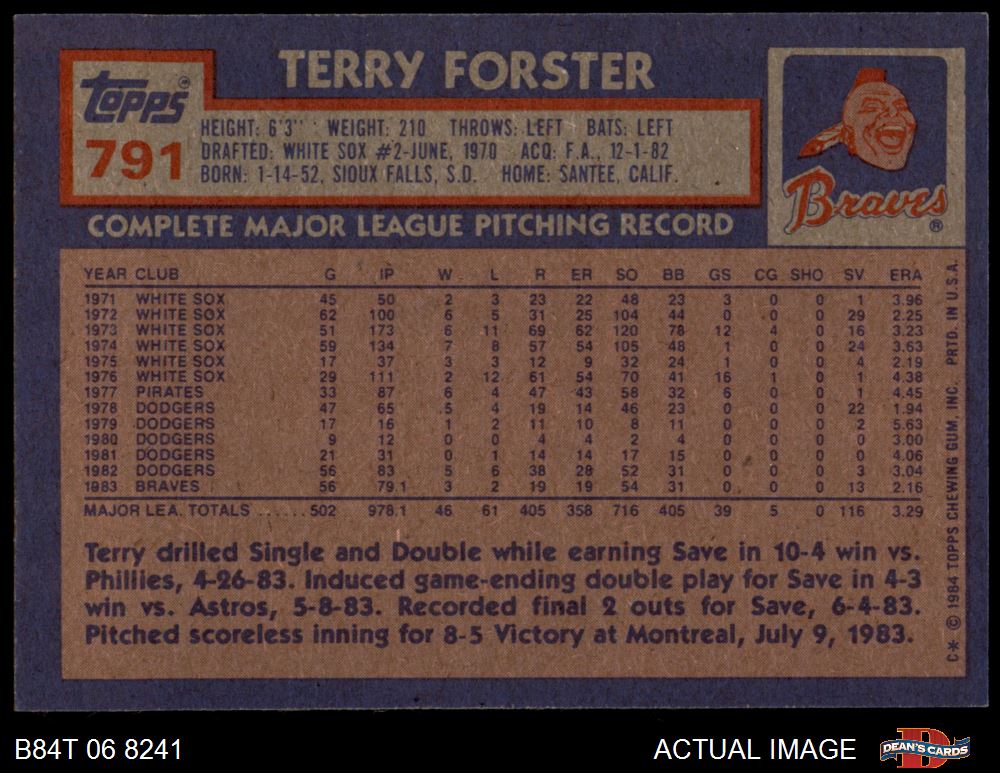 TERRY FORSTER
Topps®
791
HEIGHT: 6'3" WEIGHT: 210 THROWS: LEFT BATS: LEFT
DRAFTED: WHITE SOX #2-JUNE, 1970 ACQ: F.A., 12-1-82
BORN: 1-14-52, SIOUX FALLS, S.D. HOME: SANTEE, CALIF.
Braves®
COMPLETE MAJOR LEAGUE PITCHING RECORD
YEAR CLUB G IP W L R ER SO BB GS CG SHO SV ERA
1971 WHITE SOX 45 50 2 3 23 22 48 23 3 0 0 1 3.96
1972 WHITE SOX 62 100 6 5 31 25 104 44 0 0 0 29 2.25
1973 WHITE SOX 51 173 6 11 69 62 120 78 12 4 0 16 3.23
1974 WHITE SOX 59 134 7 8 57 54 105 48 1 0 0 24 3.63
1975 WHITE SOX 17 37 3 3 12 9 32 24 1 0 0 4 2.19
1976 WHITE SOX 29 111 2 12 61 54 70 41 16 1 0 1 4.38
1977 PIRATES 33 87 6 4 47 43 58 32 6 0 0 1 4.45
1978 DODGERS 47 65 5 4 19 14 46 23 0 0 0 22 1.94
1979 DODGERS 17 16 1 2 11 10 8 11 0 0 0 2 5.63
1980 DODGERS 9 12 0 0 4 4 2 4 0 0 0 0 3.00
1981 DODGERS 21 31 0 1 14 14 17 15 0 0 0 0 4.06
1982 DODGERS 56 83 5 6 38 28 52 31 0 0 0 3 3.04
1983 BRAVES 56 79.1 3 2 19 19 54 31 0 0 0 13 2.16
MAJOR LEA. TOTALS ...... 502 978.1 46 61 405 358 716 405 39 5 0 116 3.29
Terry drilled Single and Double while earning Save in 10-4 win vs.
Phillies, 4-26-83. Induced game-ending double play for Save in 4-3
win vs. Astros, 5-8-83. Recorded final 2 outs for Save, 6-4-83.
Pitched scoreless inning for 8-5 Victory at Montreal, July 9, 1983.
C* © 1984 TOPPS CHEWING GUM, INC. PRTD. IN U.S.A.
B84T 06 8241
ACTUAL IMAGE
DEAN'S CARDS